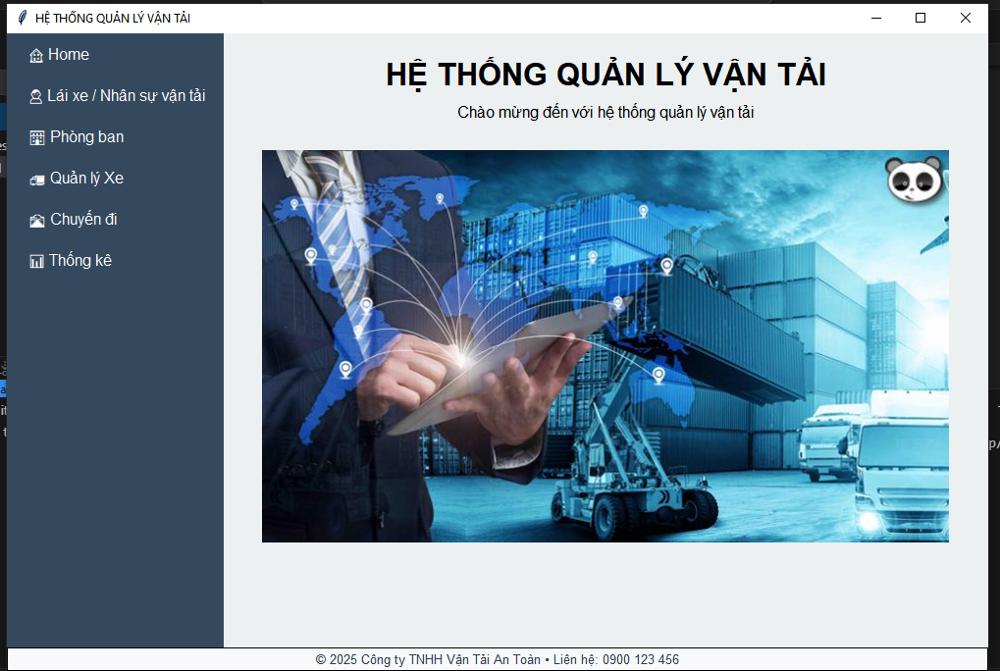 HỆ THỐNG QUẢN LÝ VẬN TẢI
Home
Lái xe / Nhân sự vận tải
Phòng ban
Quản lý Xe
Chuyến đi
Thống kê
HỆ THỐNG QUẢN LÝ VẬN TẢI
Chào mừng đến với hệ thống quản lý vận tải
© 2025 Công ty TNHH Vận Tải An Toàn • Liên hệ: 0900 123 456